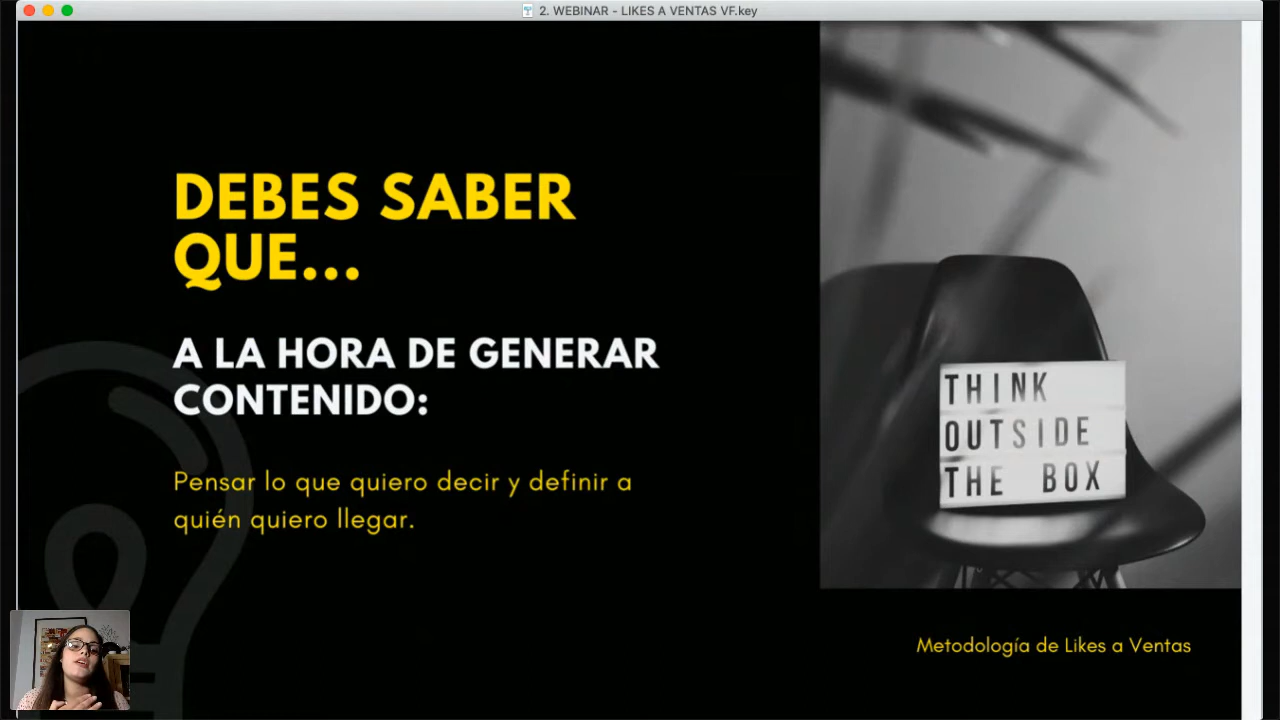 2. WEBINAR - LIKES A VENTAS VF.key
DEBES SABER
QUE...
A LA HORA DE GENERAR
CONTENIDO:
Pensar lo que quiero decir y definir a
quién quiero llegar.
THINK
OUTSIDE
THE BOX
Metodología de Likes a Ventas